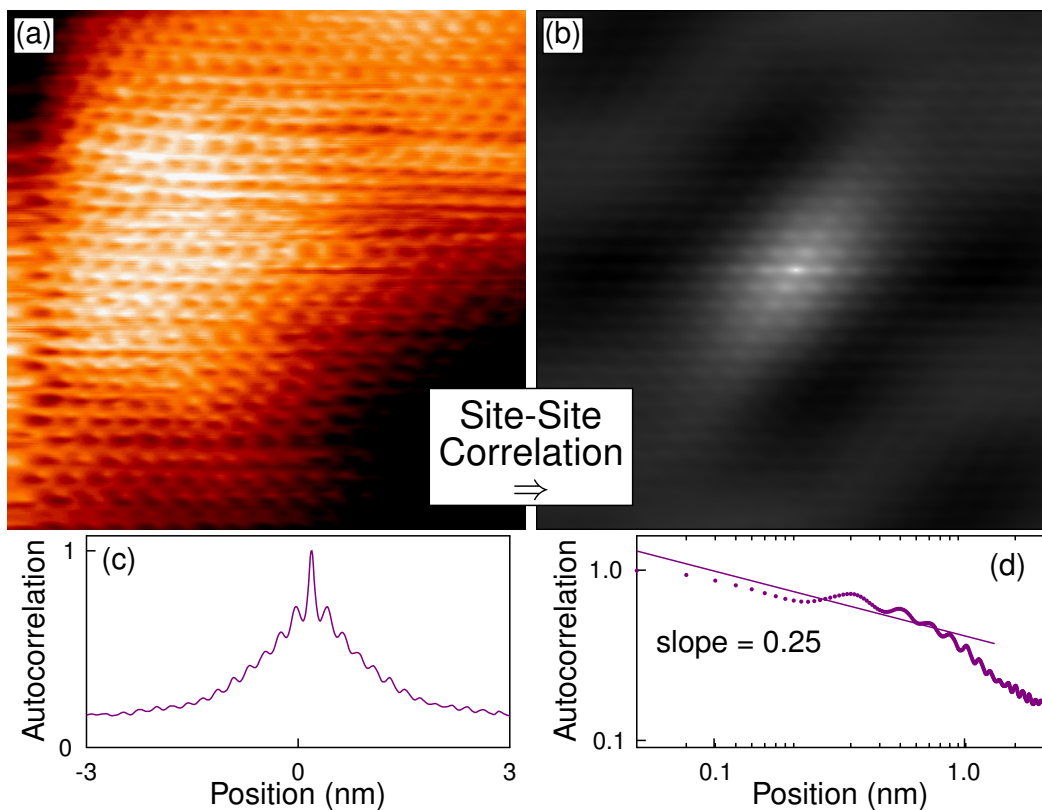 (a)
(b)
Site-Site
Correlation
⇒
Autocorrelation
1
0
(c)
-3
0
3
Position (nm)
Autocorrelation
1.0
0.1
(d)
slope = 0.25
0.1
1.0
Position (nm)